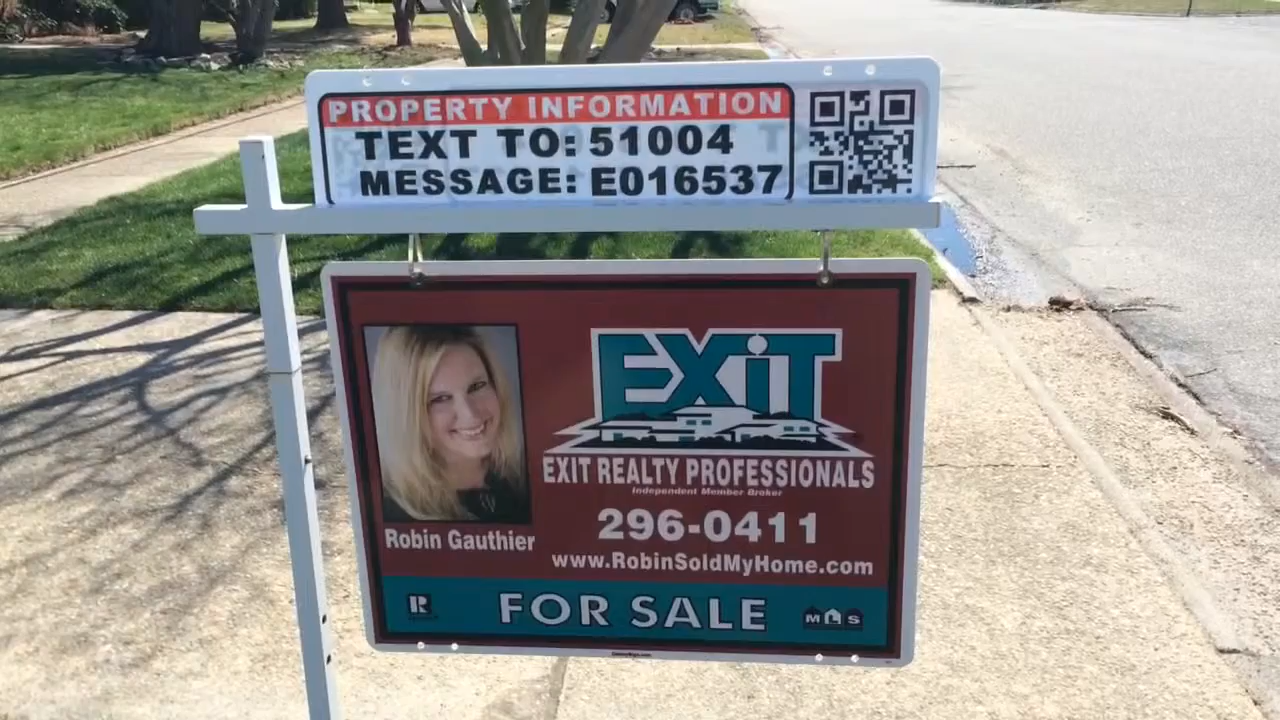 PROPERTY INFORMATION
TEXT TO: 51004
MESSAGE: E016537
EXIT
EXIT REALTY PROFESSIONALS
Independent Member Broker
Robin Gauthier
296-0411
www.RobinSoldMyHome.com
R
FOR SALE
MLS